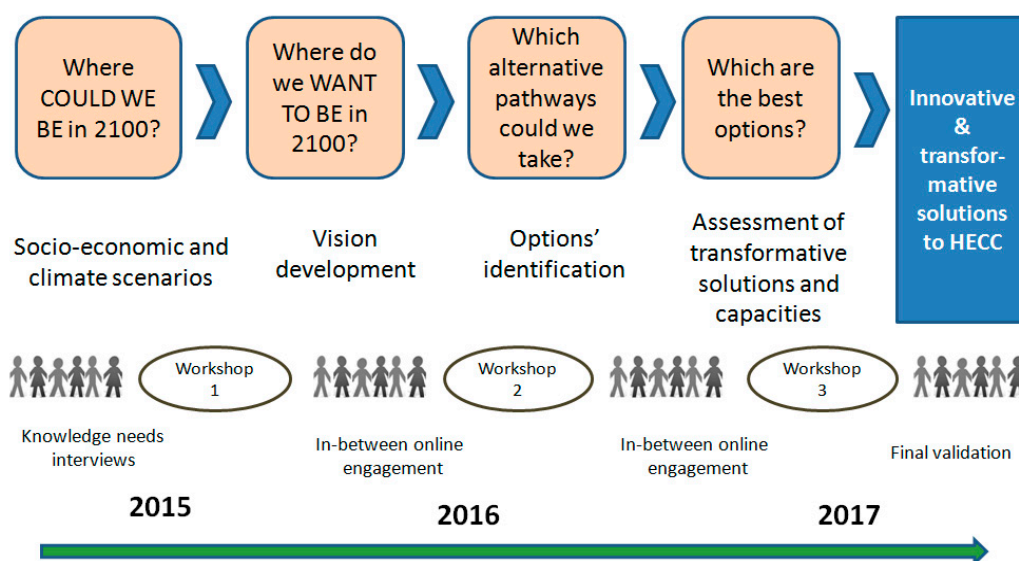 Where
COULD WE
BE in 2100?
Where do
we WANT
TO BE in
2100?
Which
alternative
pathways
could we
take?
Which are
the best
options?
Innovative
&
transfor-
mative
solutions
to HECC
Socio-economic and
climate scenarios
Vision
development
Options’
identification
Assessment of
transformative
solutions and
capacities
Workshop
1
Workshop
2
Workshop
3
Knowledge needs
interviews
In-between online
engagement
In-between online
engagement
Final validation
2015
2016
2017